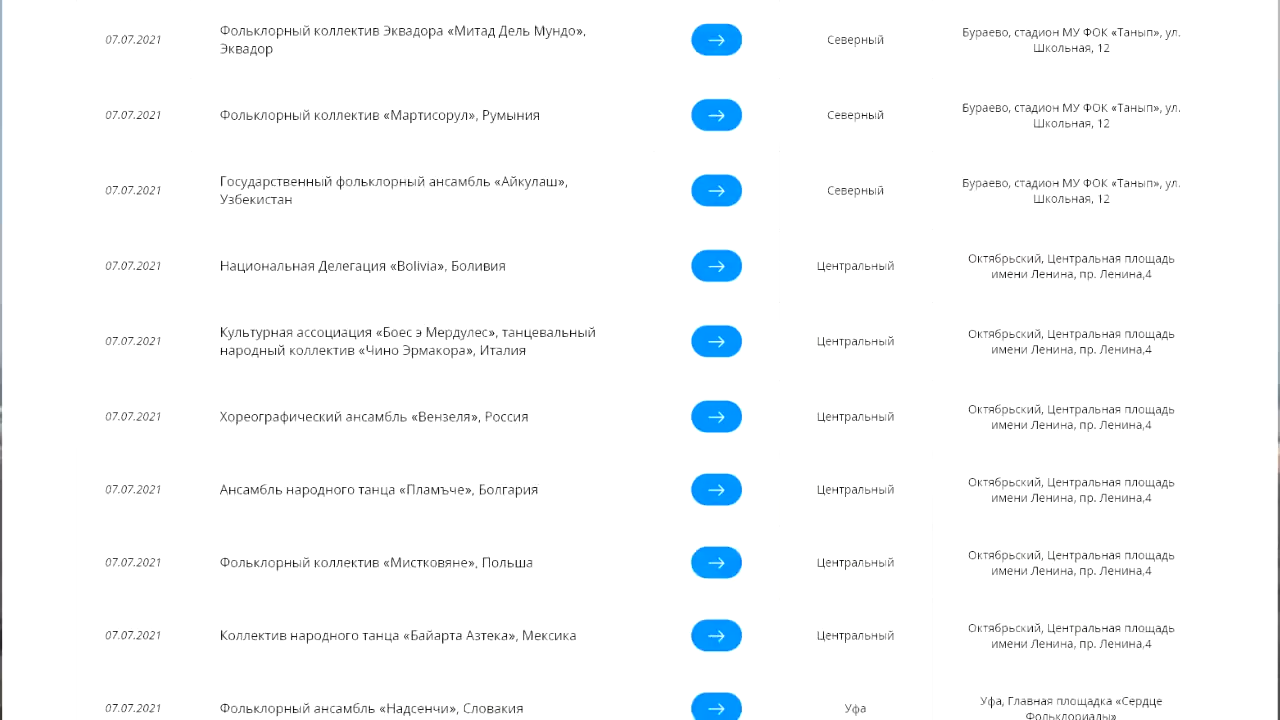 07.07.2021
Фольклорный коллектив Эквадора «Митад Дель Мундо»,
Эквадор
Северный
Бураево, стадион МУ ФОК «Танып», ул.
Школьная, 12
07.07.2021
Фольклорный коллектив «Мартисорул», Румыния
Северный
Бураево, стадион МУ ФОК «Танып», ул.
Школьная, 12
07.07.2021
Государственный фольклорный ансамбль «Айкулаш»,
Узбекистан
Северный
Бураево, стадион МУ ФОК «Танып», ул.
Школьная, 12
07.07.2021
Национальная Делегация «Bolivia», Боливия
Центральный
Октябрьский, Центральная площадь
имени Ленина, пр. Ленина,4
07.07.2021
Культурная ассоциация «Боес э Мердулес», танцевальный
народный коллектив «Чино Эрмакора», Италия
Центральный
Октябрьский, Центральная площадь
имени Ленина, пр. Ленина,4
07.07.2021
Хореографический ансамбль «Вензеля», Россия
Центральный
Октябрьский, Центральная площадь
имени Ленина, пр. Ленина,4
07.07.2021
Ансамбль народного танца «Пламъче», Болгария
Центральный
Октябрьский, Центральная площадь
имени Ленина, пр. Ленина,4
07.07.2021
Фольклорный коллектив «Мистковяне», Польша
Центральный
Октябрьский, Центральная площадь
имени Ленина, пр. Ленина,4
07.07.2021
Коллектив народного танца «Байарта Азтека», Мексика
Центральный
Октябрьский, Центральная площадь
имени Ленина, пр. Ленина,4
07.07.2021
Фольклорный ансамбль «Надсенчи», Словакия
Уфа
Уфа, Главная площадка «Сердце
Фольклориады»